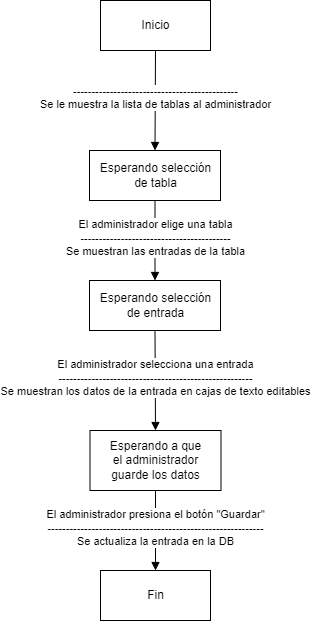 Inicio
Se le muestra la lista de tablas al administrador
Esperando selección
de tabla
El administrador elige una tabla
Se muestran las entradas de la tabla
Esperando selección
de entrada
El administrador selecciona una entrada
Se muestran los datos de la entrada en cajas de texto editables
Esperando a que
el administrador
guarde los datos
El administrador presiona el botón "Guardar"
Se actualiza la entrada en la DB
Fin